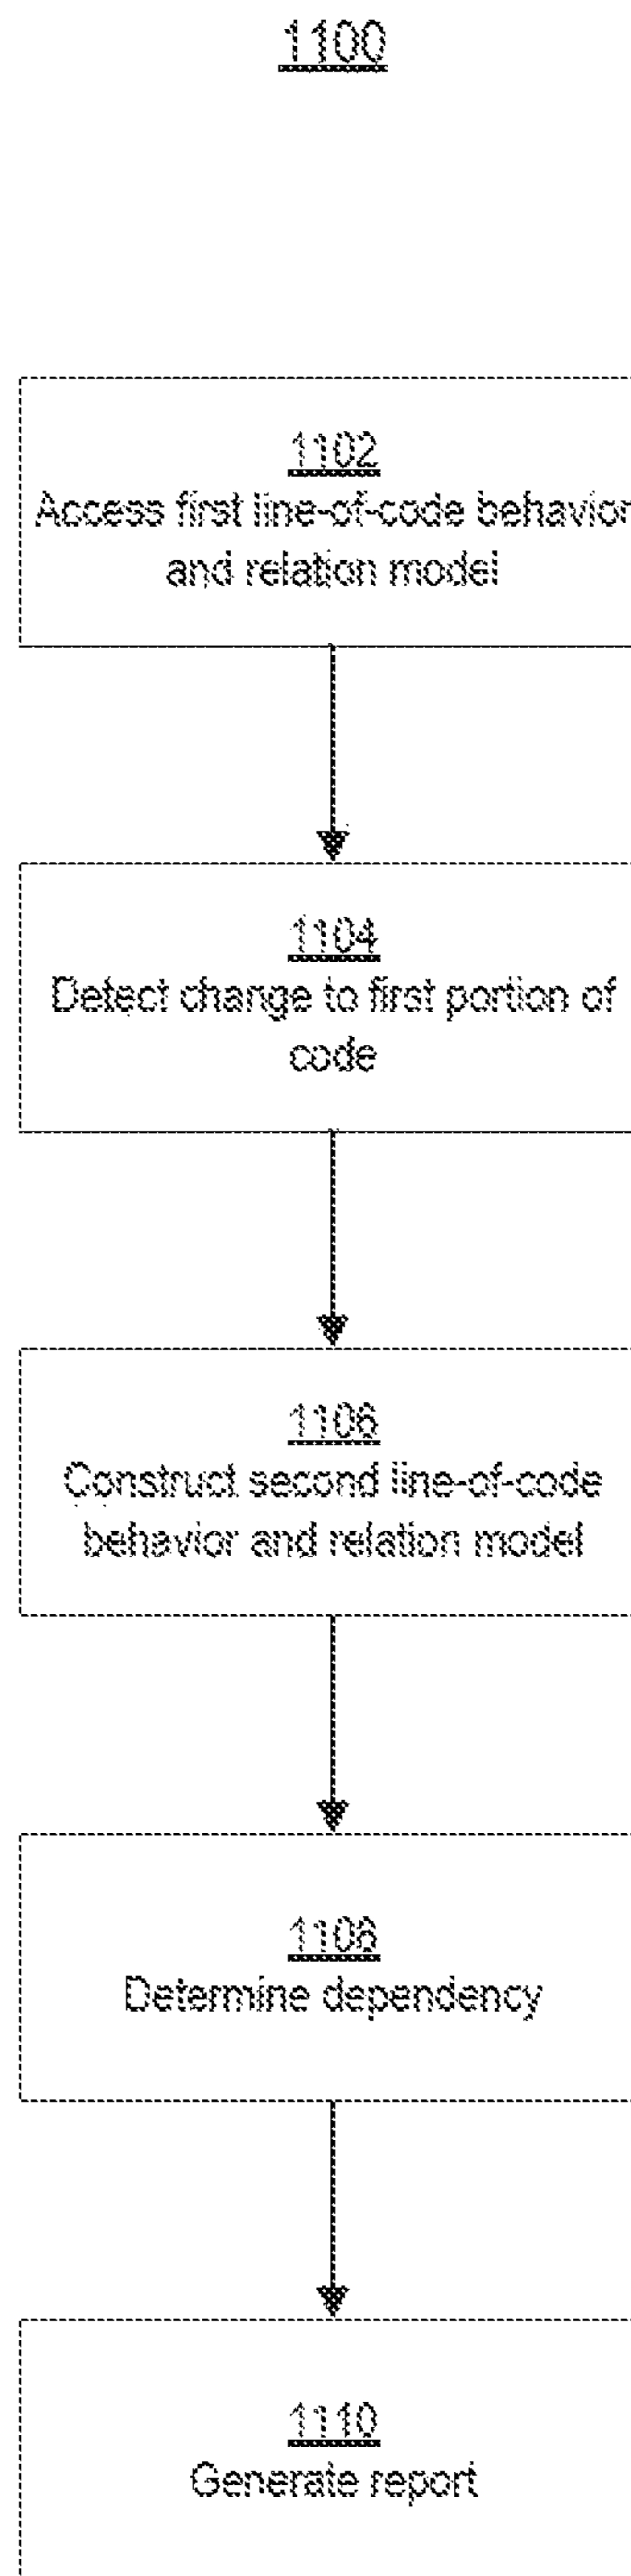 1100
1102
Access first line-of-code behavior
and relation model
1104
Detect change to first portion of
code
1106
Construct second line-of-code
behavior and relation model
1108
Determine dependency
1110
Generate report